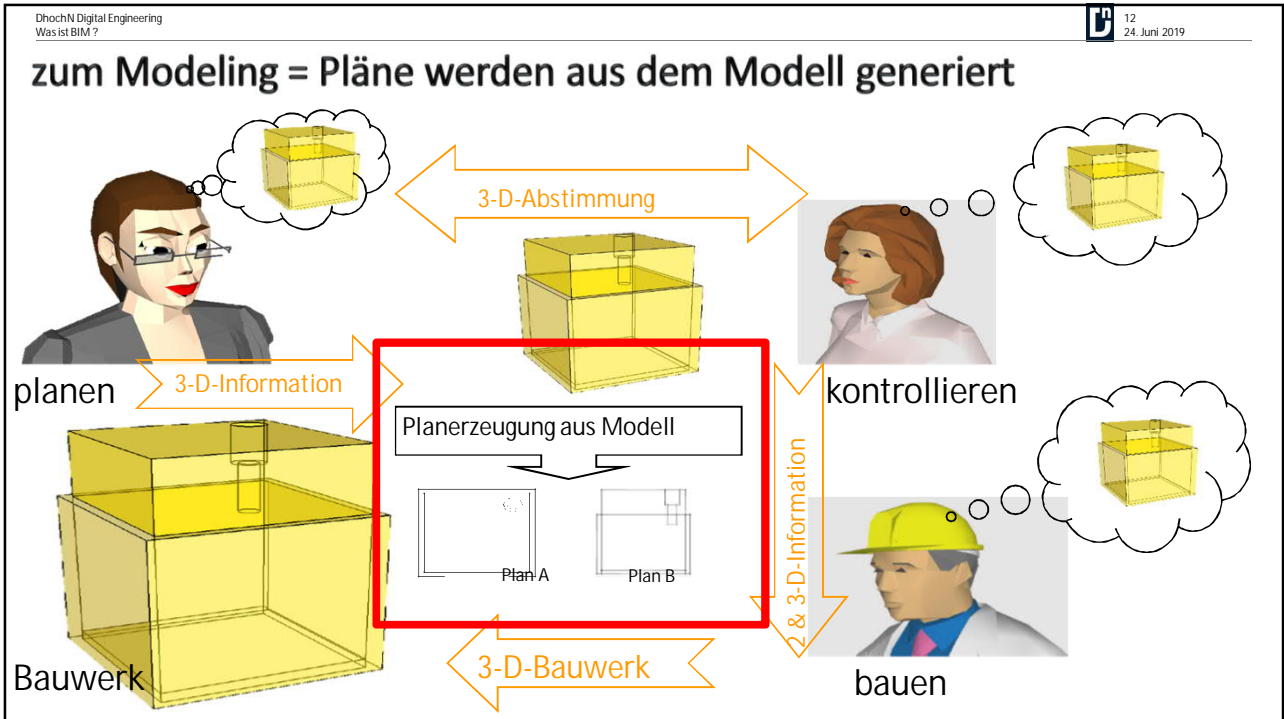 DhochN Digital Engineering
Was ist BIM ?
Dⁿ
12
24. Juni 2019
zum Modeling = Pläne werden aus dem Modell generiert
3-D-Abstimmung
planen
3-D-Information
kontrollieren
Planerzeugung aus Modell
Plan A
Plan B
2 & 3-D-Information
3-D-Bauwerk
Bauwerk
bauen